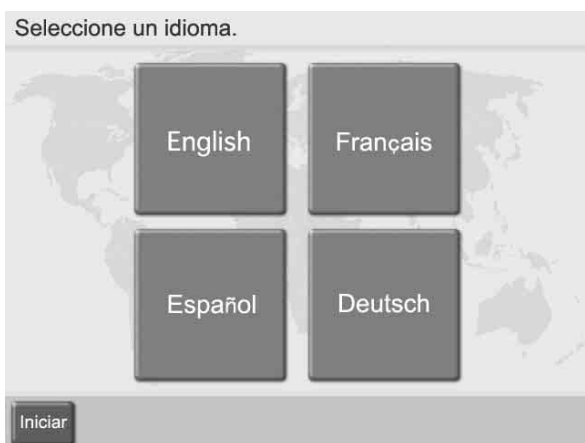 Seleccione un idioma.
English
Français
Español
Deutsch
Iniciar